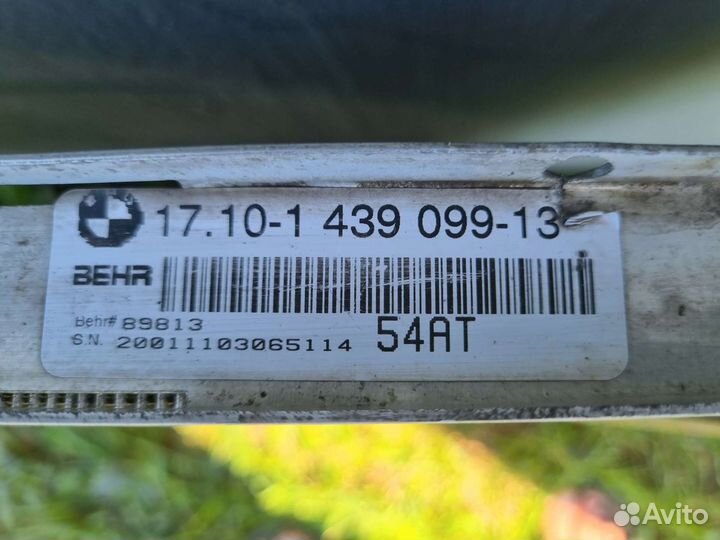 17.10-1 439 099-13
BEHR
Behr# 89813
S.N. 20011103065114
54AT
Avito